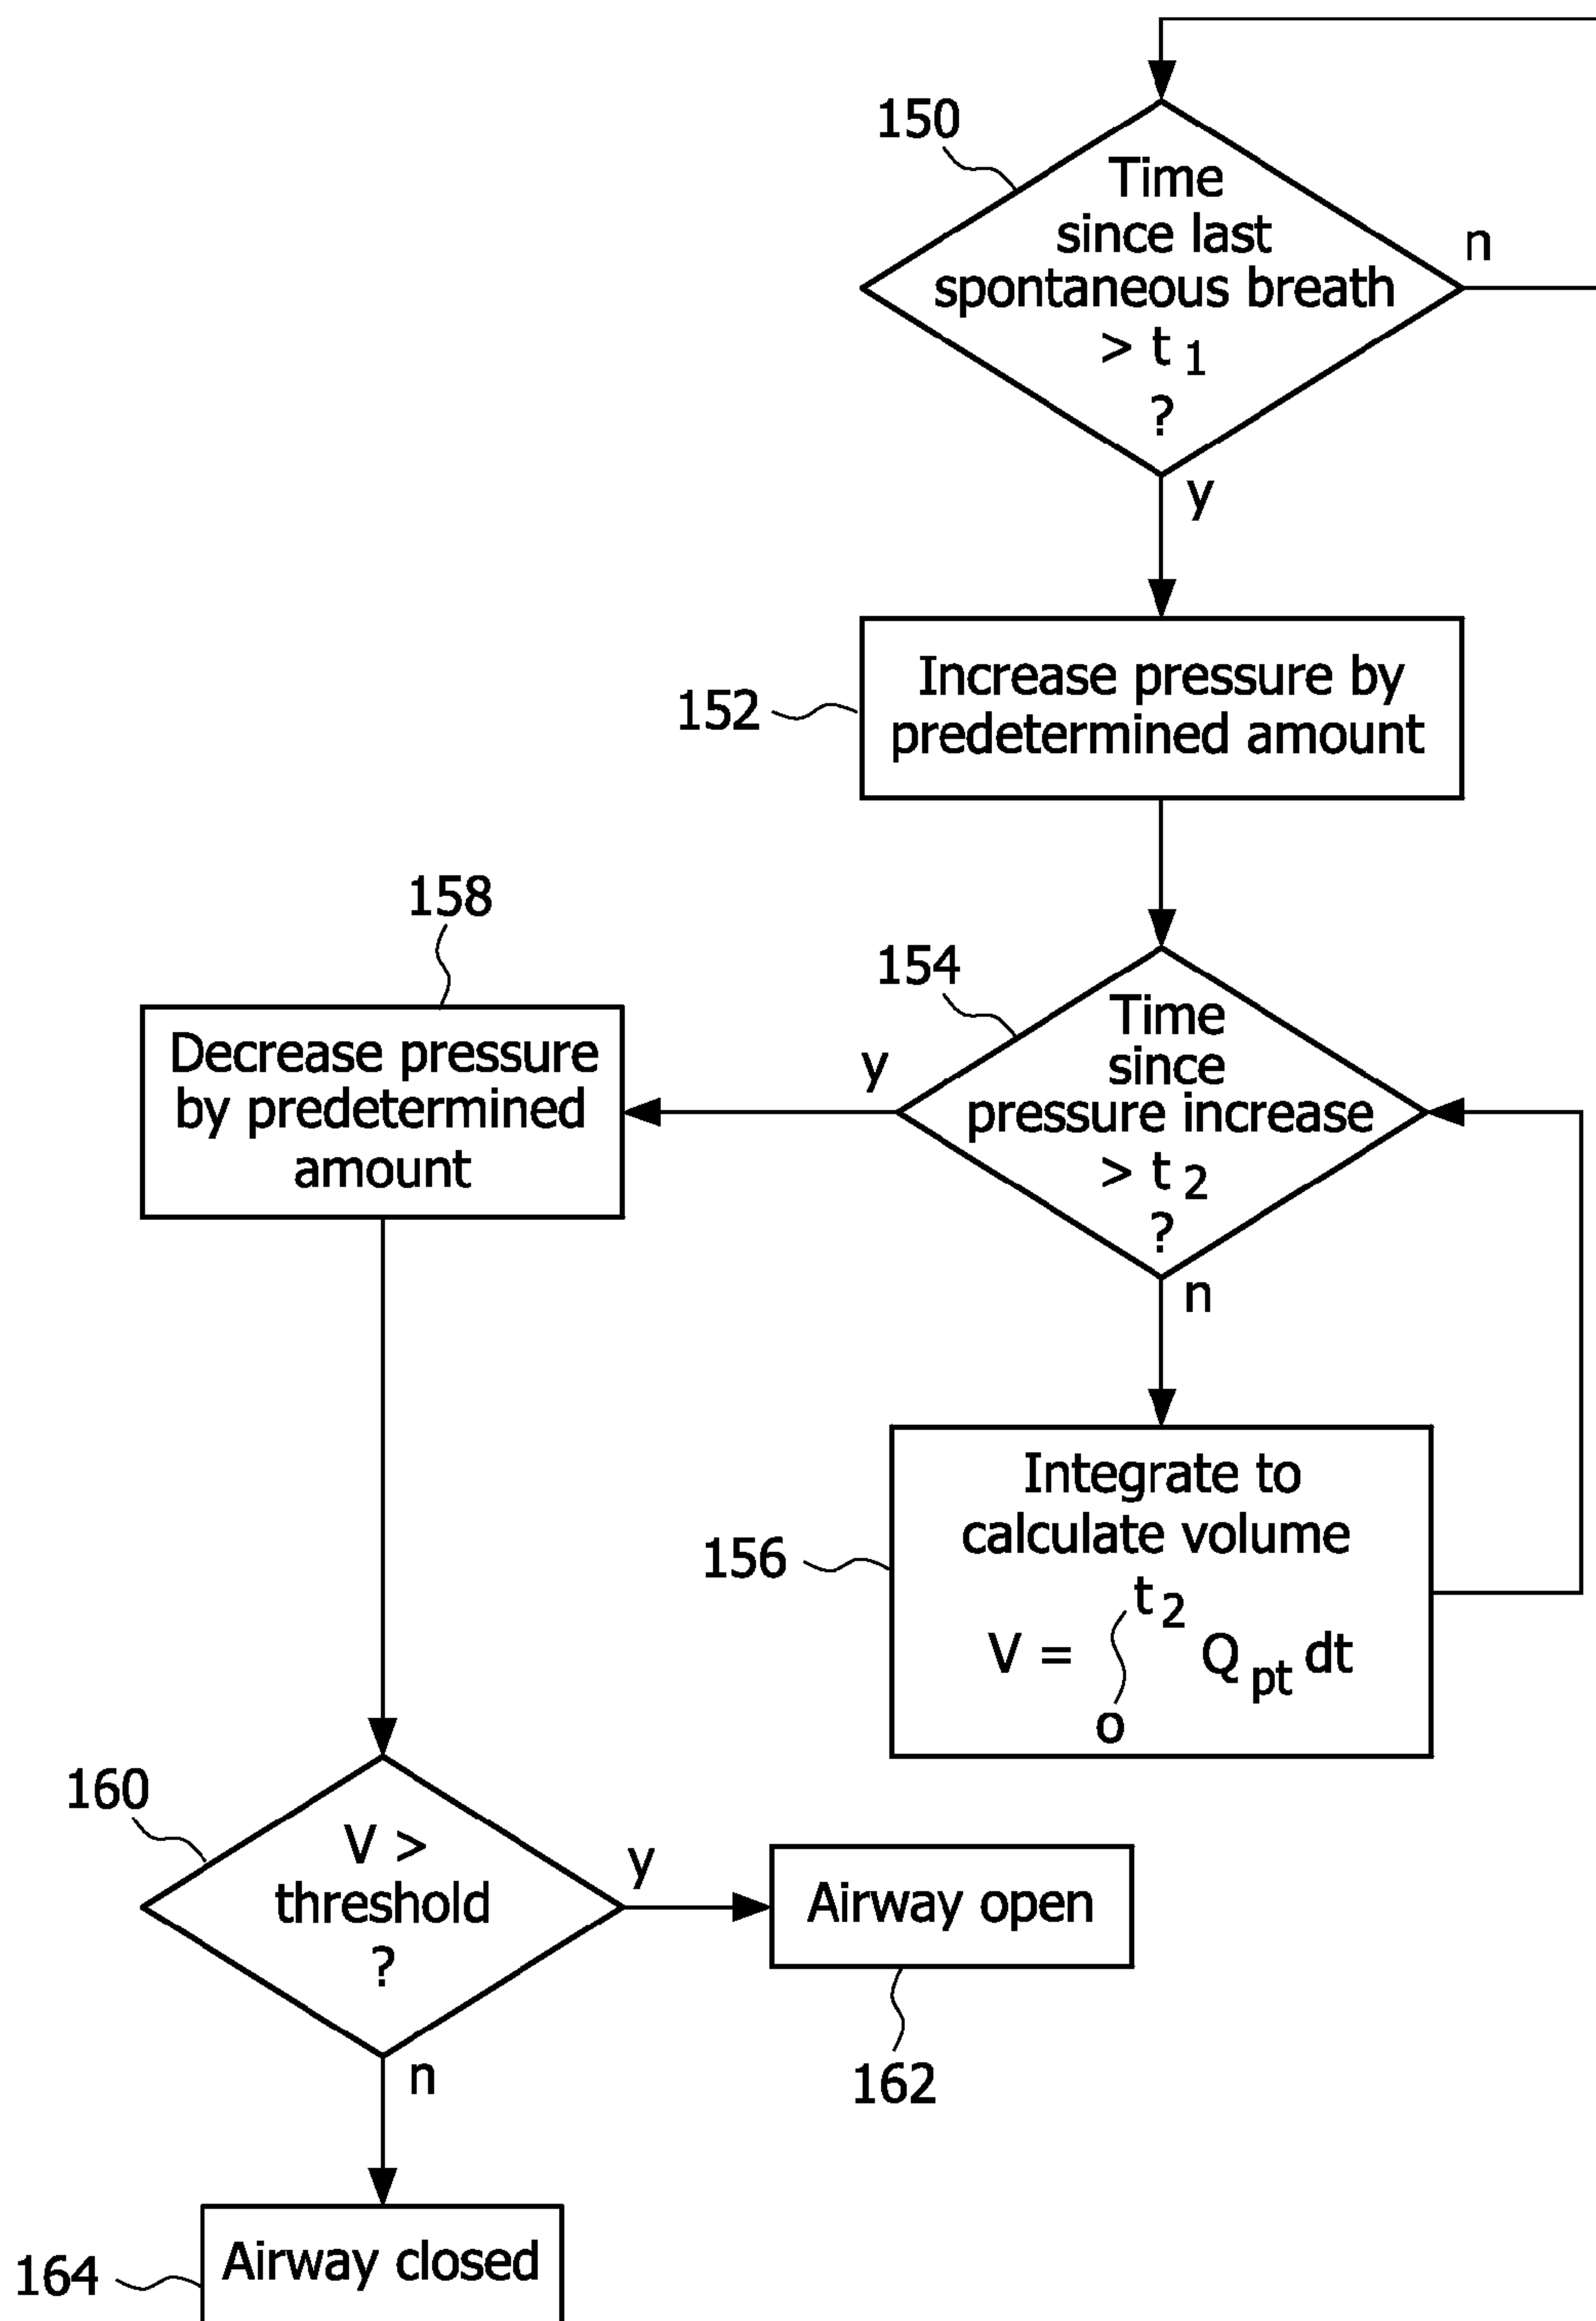 150
Time
since last
spontaneous breath
> t 1
?
n
y
152
Increase pressure by
predetermined amount
158
Decrease pressure
by predetermined
amount
154
Time
since
pressure increase
> t 2
?
y
n
156
Integrate to
calculate volume
t 2
V = Q pt dt
o
160
V >
threshold
?
y
n
Airway open
162
164
Airway closed